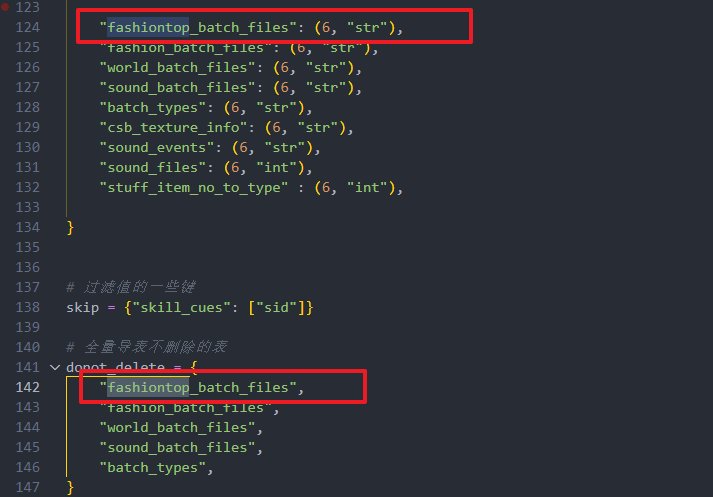 123
124 "fashiontop_batch_files": (6, "str"),
125 "fashion_batch_files": (6, "str"),
126 "world_batch_files": (6, "str"),
127 "sound_batch_files": (6, "str"),
128 "batch_types": (6, "str"),
129 "csb_texture_info": (6, "str"),
130 "sound_events": (6, "str"),
131 "sound_files": (6, "int"),
132 "stuff_item_no_to_type" : (6, "int"),
133
134 }
135
136
137 # 过滤值的一些键
138 skip = {"skill_cues": ["sid"]}
139
140 # 全量导表不删除的表
141 donot_delete = {
142 "fashiontop_batch_files",
143 "fashion_batch_files",
144 "world_batch_files",
145 "sound_batch_files",
146 "batch_types",
147 }